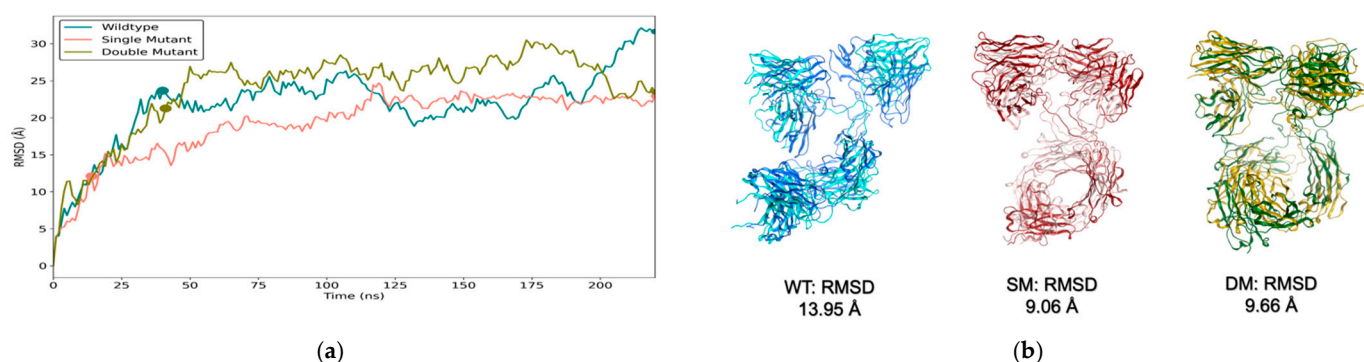 Wildtype
Single Mutant
Double Mutant
RMSD (Å)
30
25
20
15
10
5
0
0 25 50 75 100 125 150 175 200
Time (ns)
(a)
WT: RMSD
13.95 Å
SM: RMSD
9.06 Å
DM: RMSD
9.66 Å
(b)